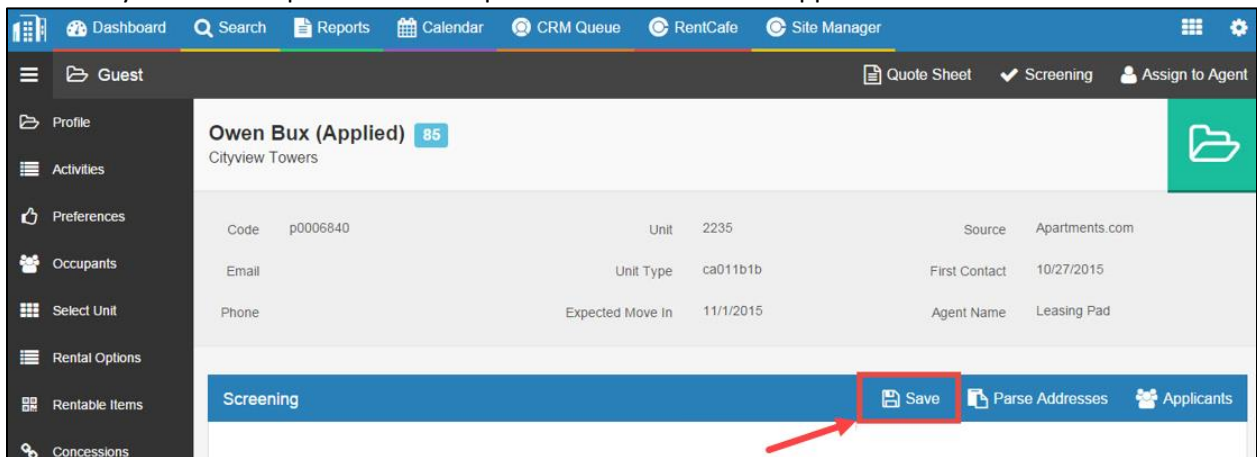 Dashboard Search Reports Calendar CRM Queue RentCafe Site Manager
Guest Quote Sheet Screening Assign to Agent
Profile
Owen Bux (Applied) 85
Cityview Towers
Activities
Preferences
Code p0006840 Unit 2235 Source Apartments.com
Occupants
Email Unit Type ca011b1b First Contact 10/27/2015
Select Unit
Phone Expected Move In 11/1/2015 Agent Name Leasing Pad
Rental Options
Rentable Items
Screening Save Parse Addresses Applicants
Concessions